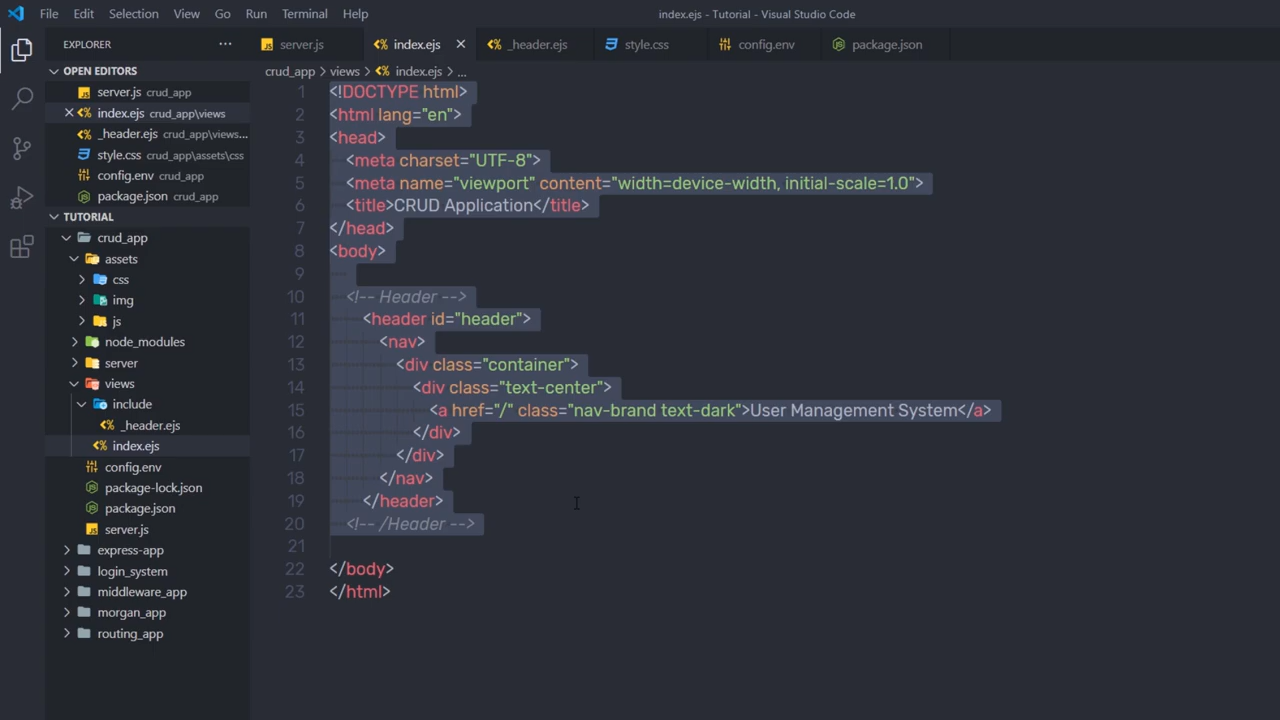 File Edit Selection View Go Run Terminal Help
index.ejs - Tutorial - Visual Studio Code
EXPLORER
OPEN EDITORS
server.js crud_app
index.ejs crud_app\views
_header.ejs crud_app\views...
style.css crud_app\assets\css
config.env crud_app
package.json crud_app
TUTORIAL
crud_app
assets
css
img
js
node_modules
server
views
include
_header.ejs
index.ejs
config.env
package-lock.json
package.json
server.js
express-app
login_system
middleware_app
morgan_app
routing_app
server.js index.ejs _header.ejs style.css config.env package.json
crud_app > views > index.ejs > ...
1 <!DOCTYPE html>
2 <html lang="en">
3 <head>
4 <meta charset="UTF-8">
5 <meta name="viewport" content="width=device-width, initial-scale=1.0">
6 <title>CRUD Application</title>
7 </head>
8 <body>
9
10 <!-- Header -->
11 <header id="header">
12 <nav>
13 <div class="container">
14 <div class="text-center">
15 <a href="/" class="nav-brand text-dark">User Management System</a>
16 </div>
17 </div>
18 </nav>
19 </header>
20 <!-- /Header -->
21
22 </body>
23 </html>